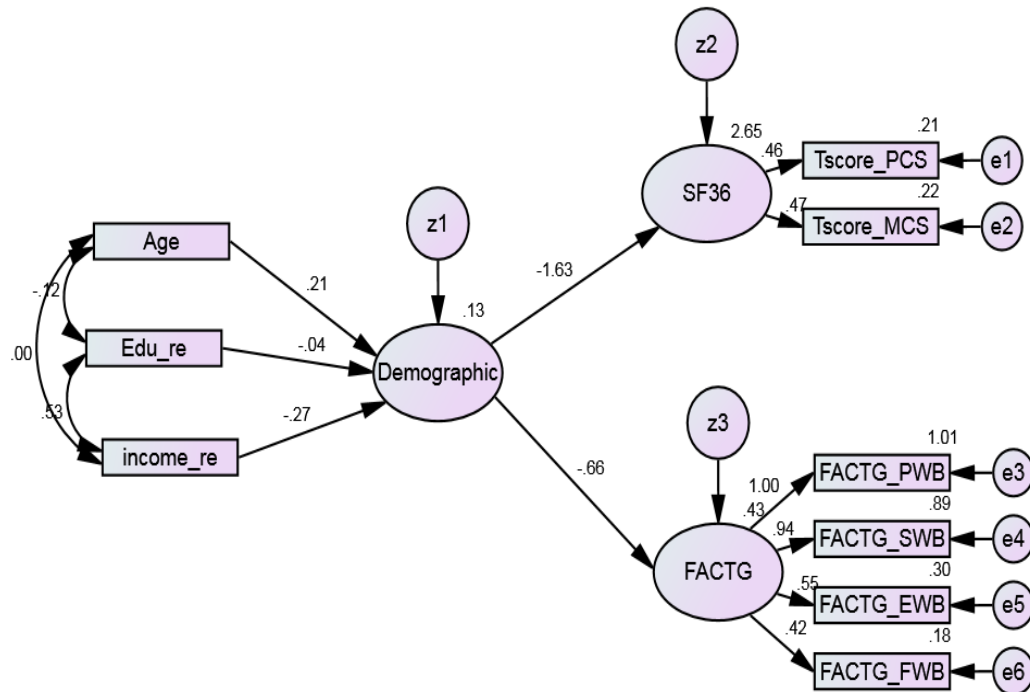 z2
2.65
.21
.46
Tscore_PCS
e1
SF36
.22
.47
Tscore_MCS
e2
z1
Age
-.12
.21
-1.63
.13
Edu_re
-.04
Demographic
.00
.53
-.27
income_re
z3
-.66
1.01
FACTG_PWB
e3
1.00
.43
.89
.94
FACTG_SWB
e4
FACTG
.30
.55
FACTG_EWB
e5
.42
.18
FACTG_FWB
e6